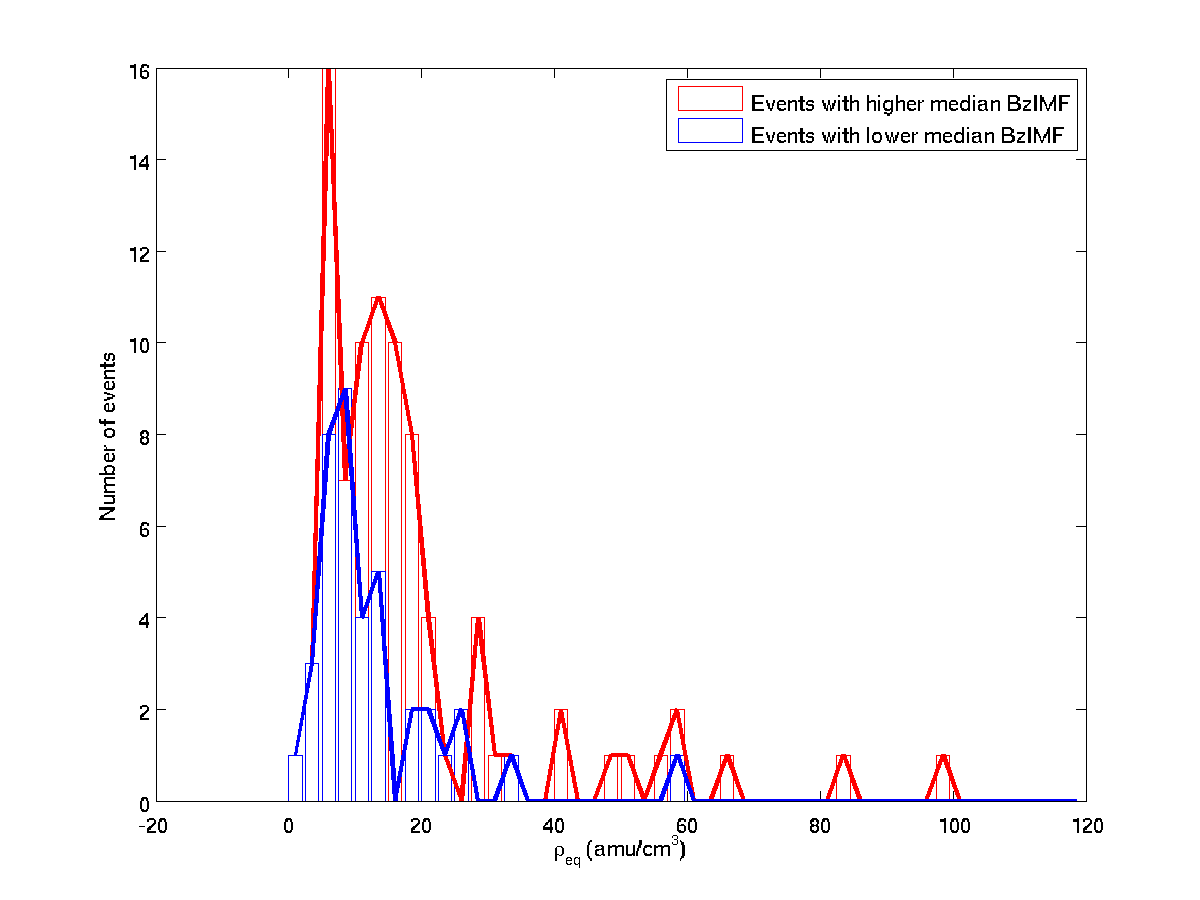 Events with higher median BzIMF
Events with lower median BzIMF
16
14
12
10
8
6
4
2
0
Number of events
-20 0 20 40 60 80 100 120
ρeq (amu/cm³)